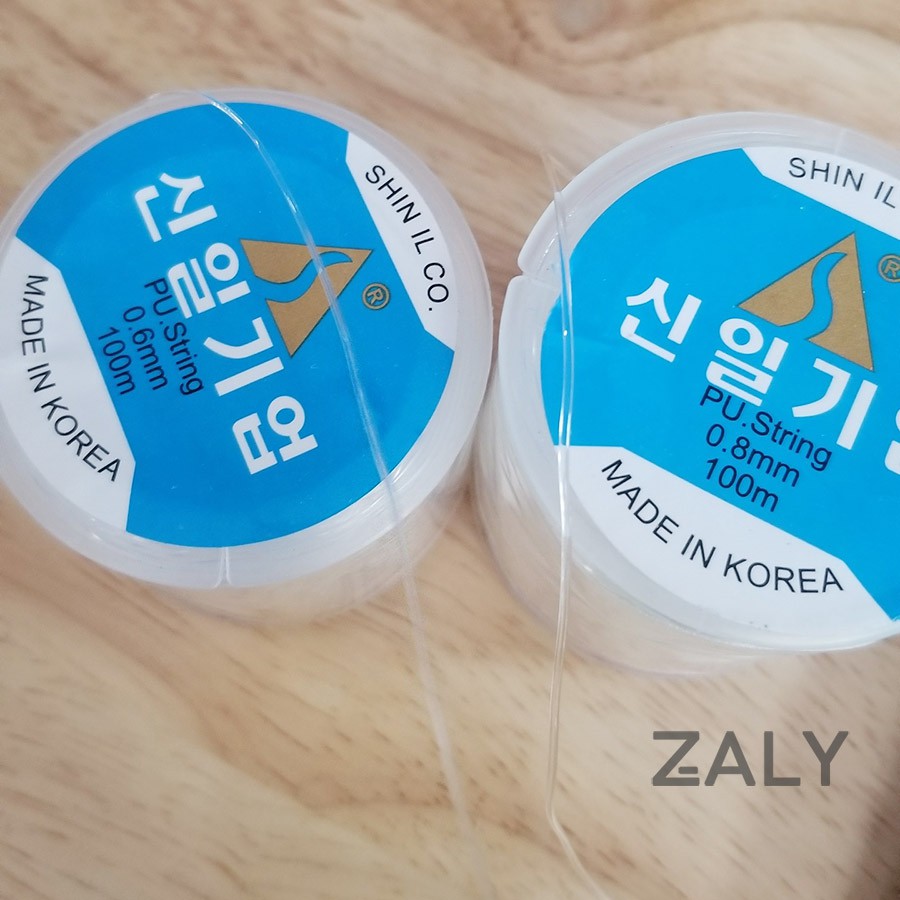 SHIN IL CO.
신일기업
®
PU.String
0.6mm
100m
MADE IN KOREA
SHIN IL
®
신일기
PU.String
0.8mm
100m
MADE IN KOREA
ZALY